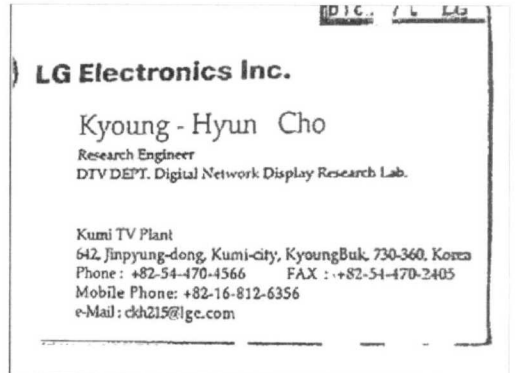 LG
) LG Electronics Inc.
Kyoung - Hyun Cho
Research Engineer
DTV DEPT. Digital Network Display Research Lab.
Kumi TV Plant
642, Jinpyung-dong, Kumi-city, KyoungBuk, 730-360, Korea
Phone : +82-54-470-4566 FAX : +82-54-470-2405
Mobile Phone: +82-16-812-6356
e-Mail : ckh215@lge.com